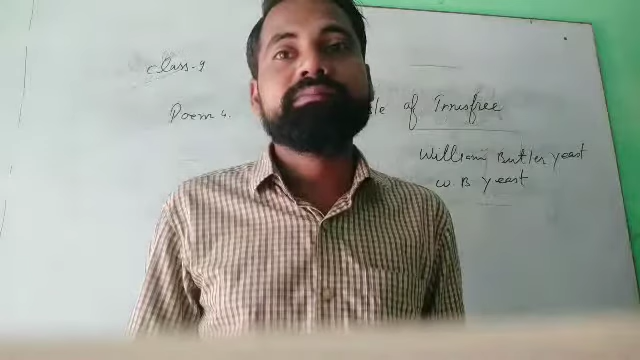 Class-9
Poem 4. le of Innisfree
William Butler yeast
W.B yeast